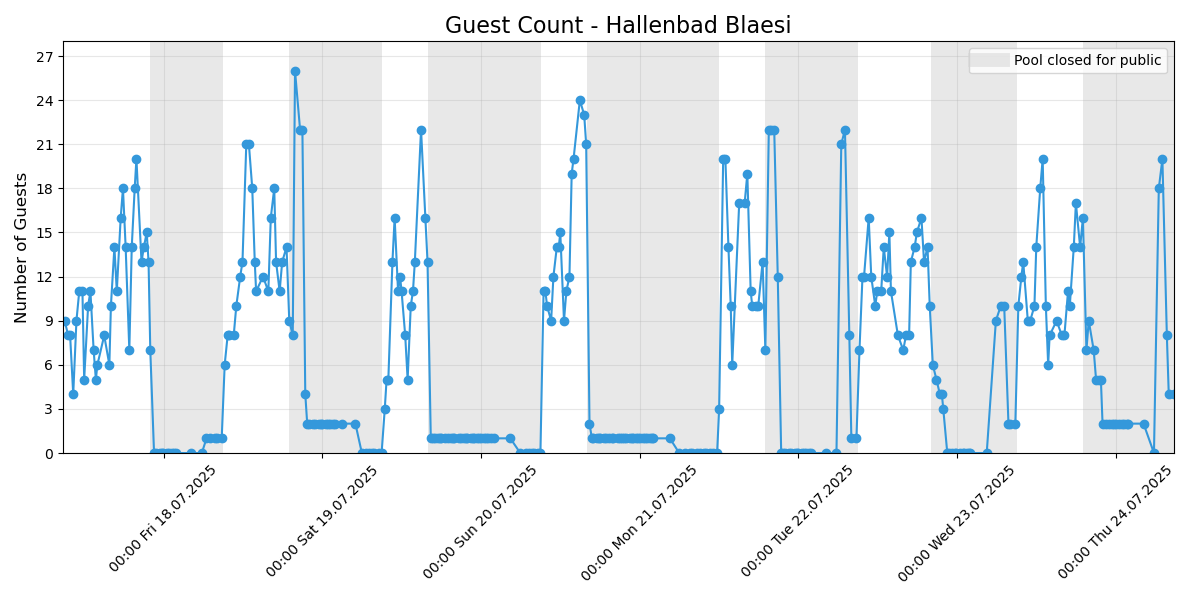 Guest Count - Hallenbad Blaesi
Pool closed for public
Number of Guests
27
24
21
18
15
12
9
6
3
0
00:00 Fri 18.07.2025
00:00 Sat 19.07.2025
00:00 Sun 20.07.2025
00:00 Mon 21.07.2025
00:00 Tue 22.07.2025
00:00 Wed 23.07.2025
00:00 Thu 24.07.2025